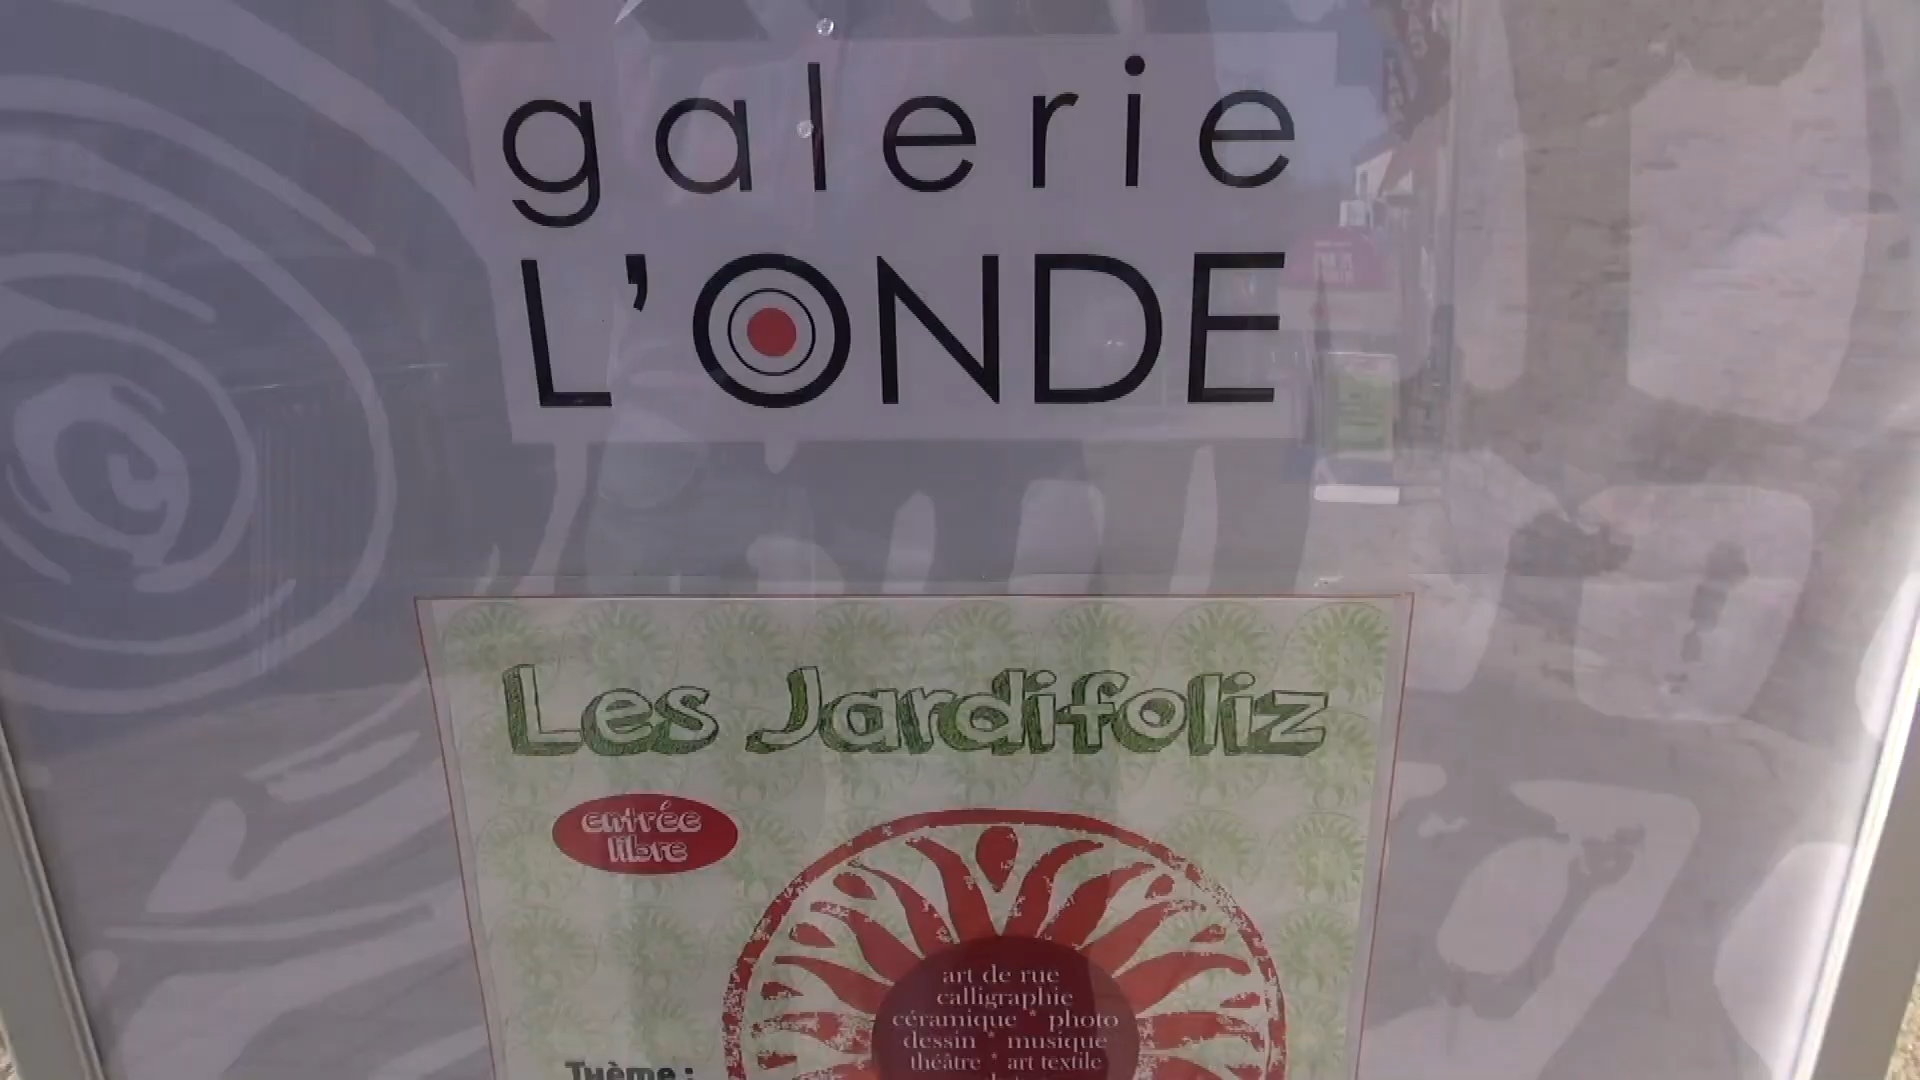 galerie
L'ONDE
Les Jardifoliz
entrée
libre
art de rue
calligraphie
céramique * photo
dessin * musique
théâtre * art textile
Thème :